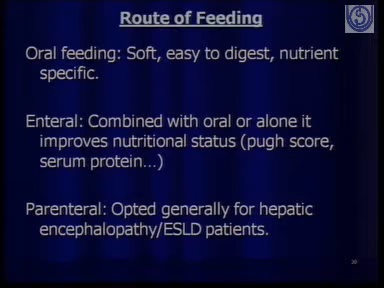 Route of Feeding
Oral feeding: Soft, easy to digest, nutrient
specific.
Enteral: Combined with oral or alone it
improves nutritional status (pugh score,
serum protein…)
Parenteral: Opted generally for hepatic
encephalopathy/ESLD patients.